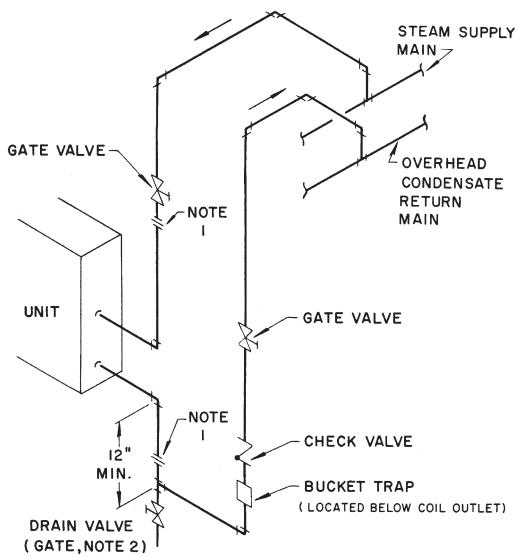 STEAM SUPPLY
MAIN
GATE VALVE
OVERHEAD
CONDENSATE
RETURN
MAIN
NOTE
1
UNIT
GATE VALVE
NOTE
1
12"
MIN.
CHECK VALVE
BUCKET TRAP
(LOCATED BELOW COIL OUTLET)
DRAIN VALVE
(GATE, NOTE 2)